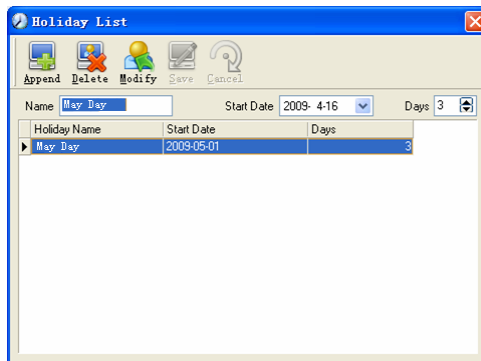 Holiday List
Append Delete Modify Save Cancel
Name May Day Start Date 2009- 4-16 Days 3
Holiday Name Start Date Days
May Day 2009-05-01 3